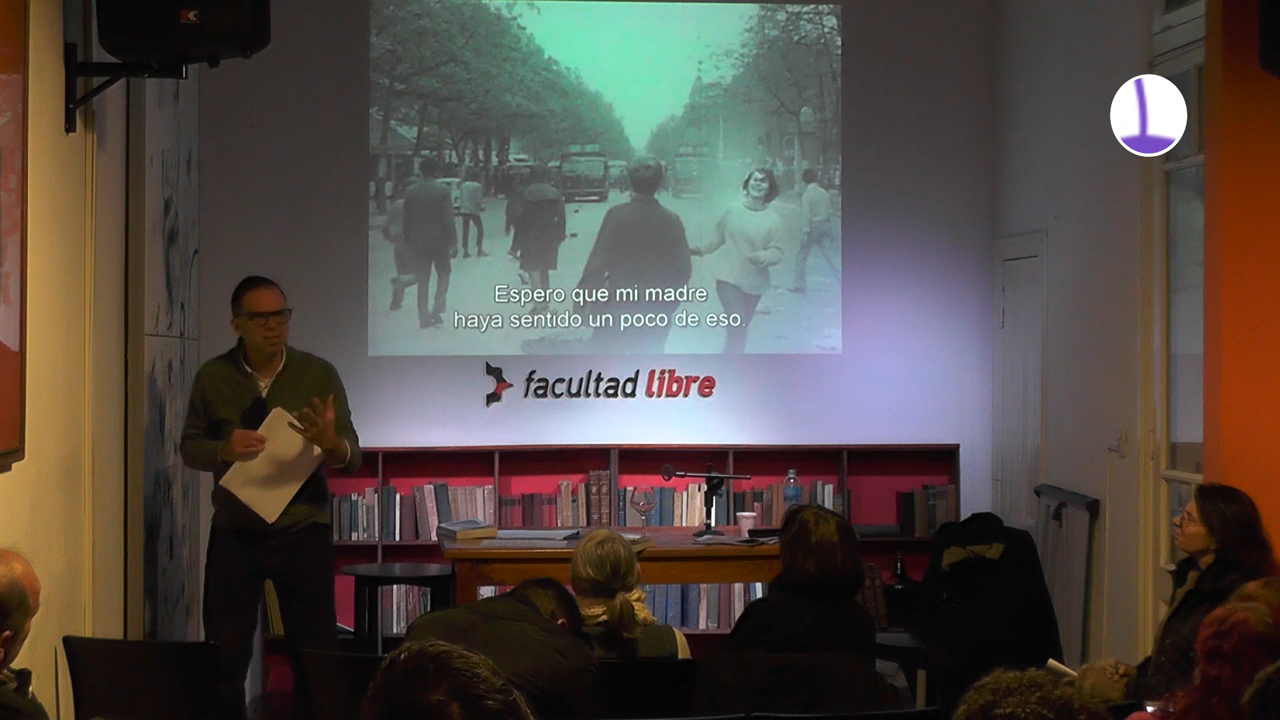 Espero que mi madre
haya sentido un poco de eso.
facultad libre